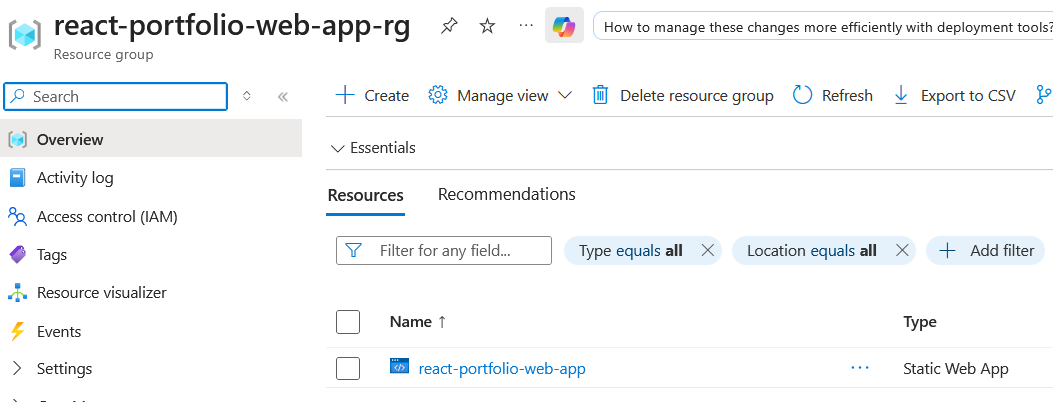 react-portfolio-web-app-rg
Resource group
How to manage these changes more efficiently with deployment tools?
Search
Overview
Activity log
Access control (IAM)
Tags
Resource visualizer
Events
Settings
Create
Manage view
Delete resource group
Refresh
Export to CSV
Essentials
Resources Recommendations
Filter for any field...
Type equals all
Location equals all
Add filter
Name ↑ Type
react-portfolio-web-app ... Static Web App